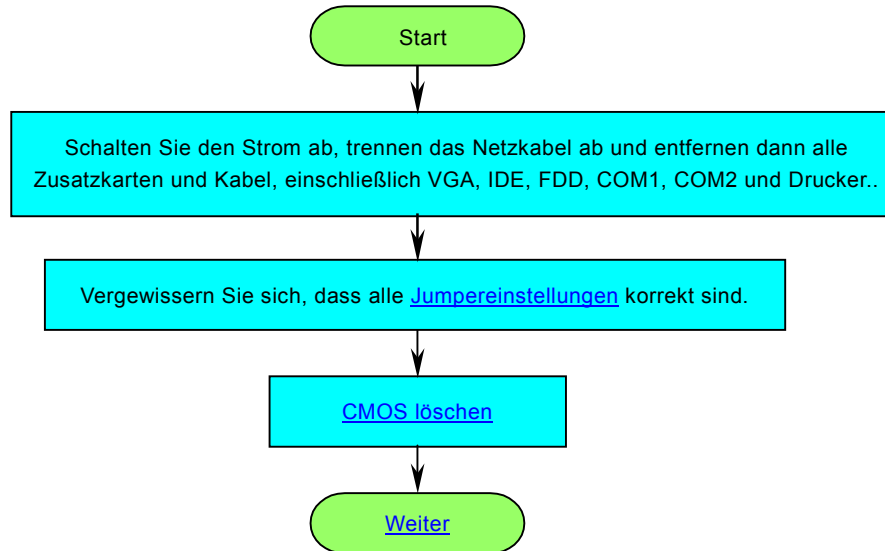 Start
Schalten Sie den Strom ab, trennen das Netzkabel ab und entfernen dann alle
Zusatzkarten und Kabel, einschließlich VGA, IDE, FDD, COM1, COM2 und Drucker..
Vergewissern Sie sich, dass alle Jumpereinstellungen korrekt sind.
CMOS löschen
Weiter